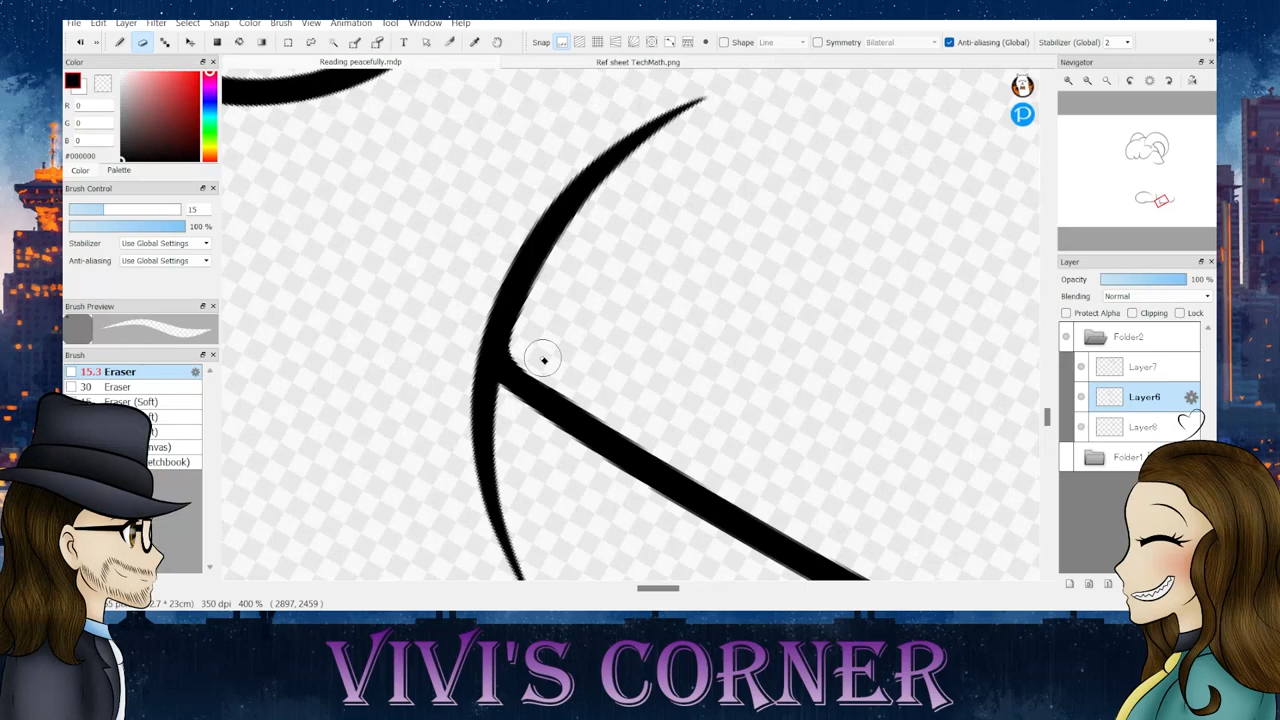 File Edit Layer Filter Select Snap Color Brush View Animation Tool Window Help
Snap Shape Line Symmetry Bilateral Anti-aliasing (Global) Stabilizer (Global) 2
Color
Reading peacefully.mdp
Ref sheet TechMath.png
Navigator
R 0
G 0
B 0
#000000
Color Palette
Brush Control
15
100 %
Stabilizer Use Global Settings
Anti-aliasing Use Global Settings
Brush Preview
Brush
15.3 Eraser
30 Eraser
Eraser (Soft)
Layer
Opacity 100 %
Blending Normal
Protect Alpha Clipping Lock
Folder2
Layer7
Layer6
Layer8
Folder1
350 dpi 400 % ( 2897, 2459 )
VIVI'S CORNER